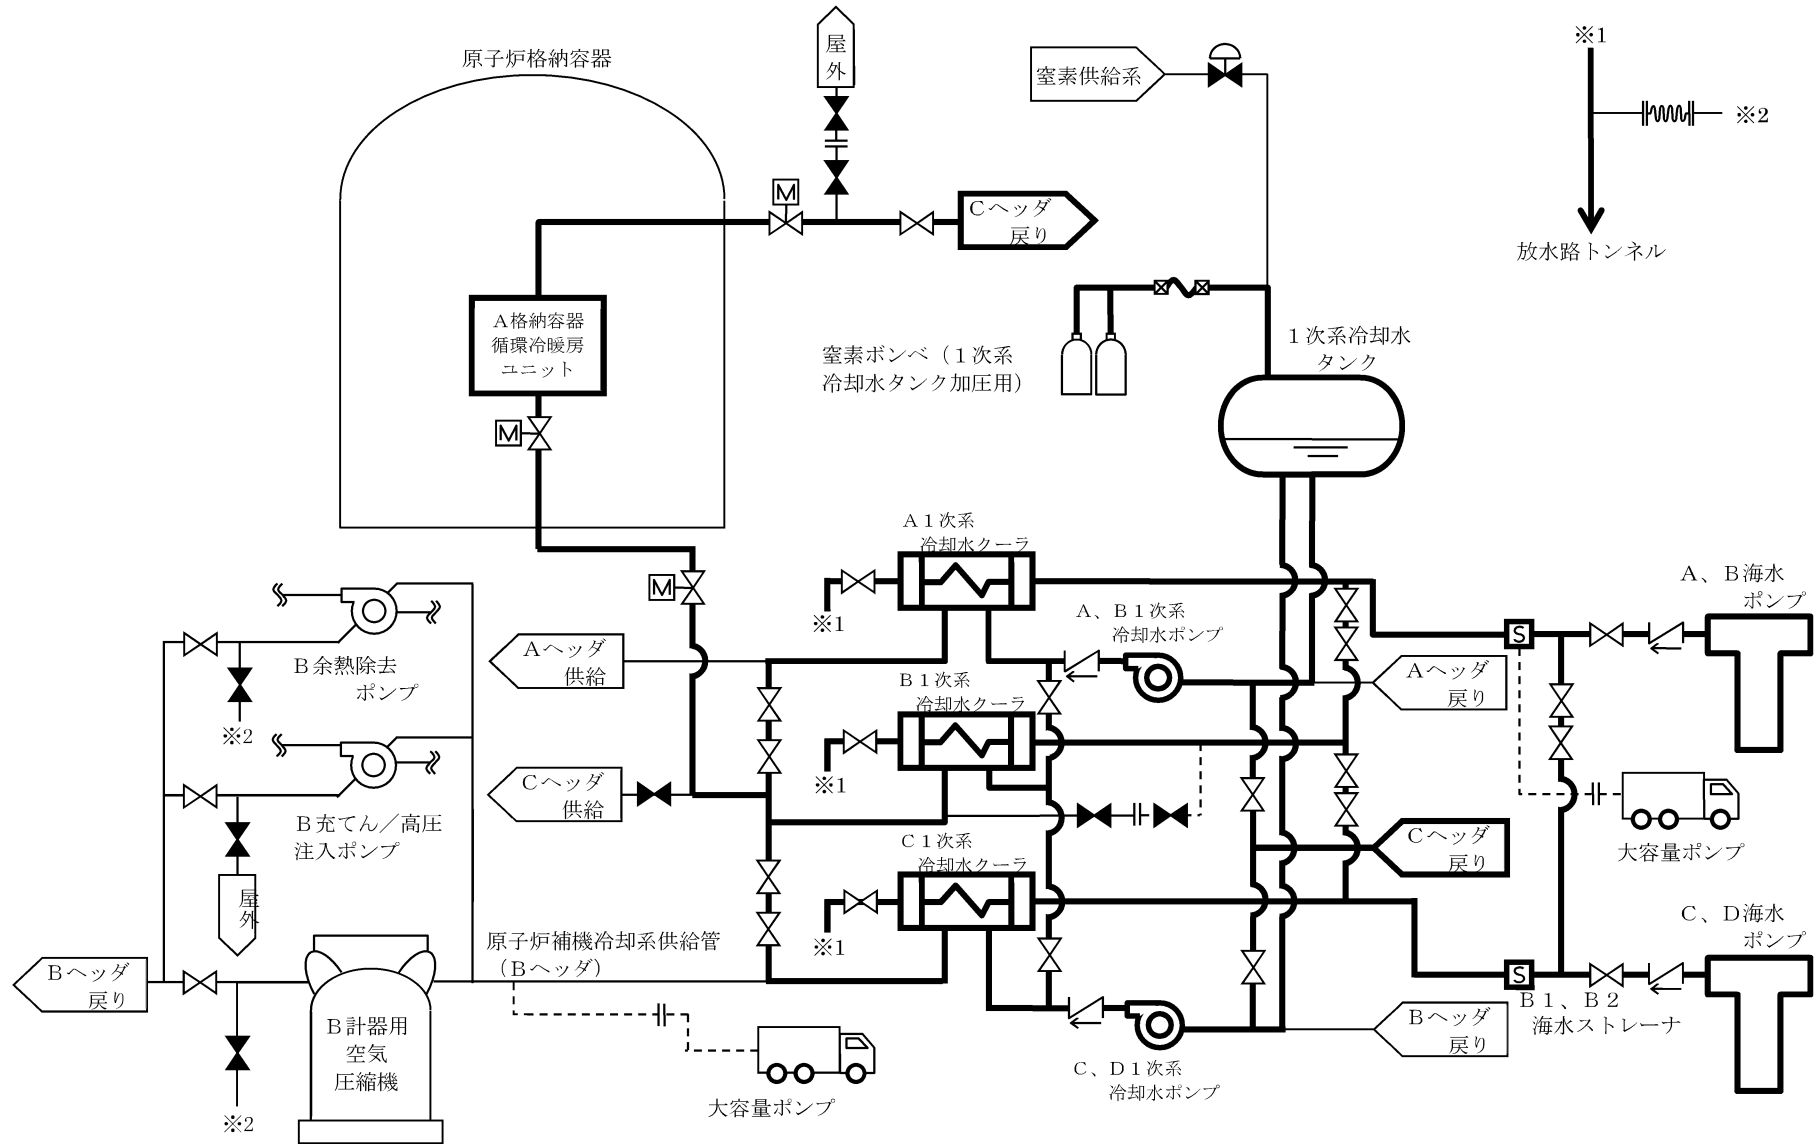 屋
外
※1
原子炉格納容器
窒素供給系
※2
Cヘッダ
戻り
放水路トンネル
A格納容器
循環冷暖房
ユニット
1次系冷却水
タンク
窒素ボンベ（1次系
冷却水タンク加圧用）
M
M
M
A1次系
冷却水クーラ
※1
A、B1次系
冷却水ポンプ
A、B海水
ポンプ
S
Aヘッダ
供給
B余熱除去
ポンプ
※2
B1次系
冷却水クーラ
※1
Aヘッダ
戻り
Cヘッダ
供給
B充てん／高圧
注入ポンプ
C1次系
冷却水クーラ
※1
Cヘッダ
戻り
大容量ポンプ
屋
外
原子炉補機冷却系供給管
（Bヘッダ）
C、D海水
ポンプ
S
B1、B2
海水ストレーナ
Bヘッダ
戻り
B計器用
空気
圧縮機
※2
Bヘッダ
戻り
C、D1次系
冷却水ポンプ
大容量ポンプ